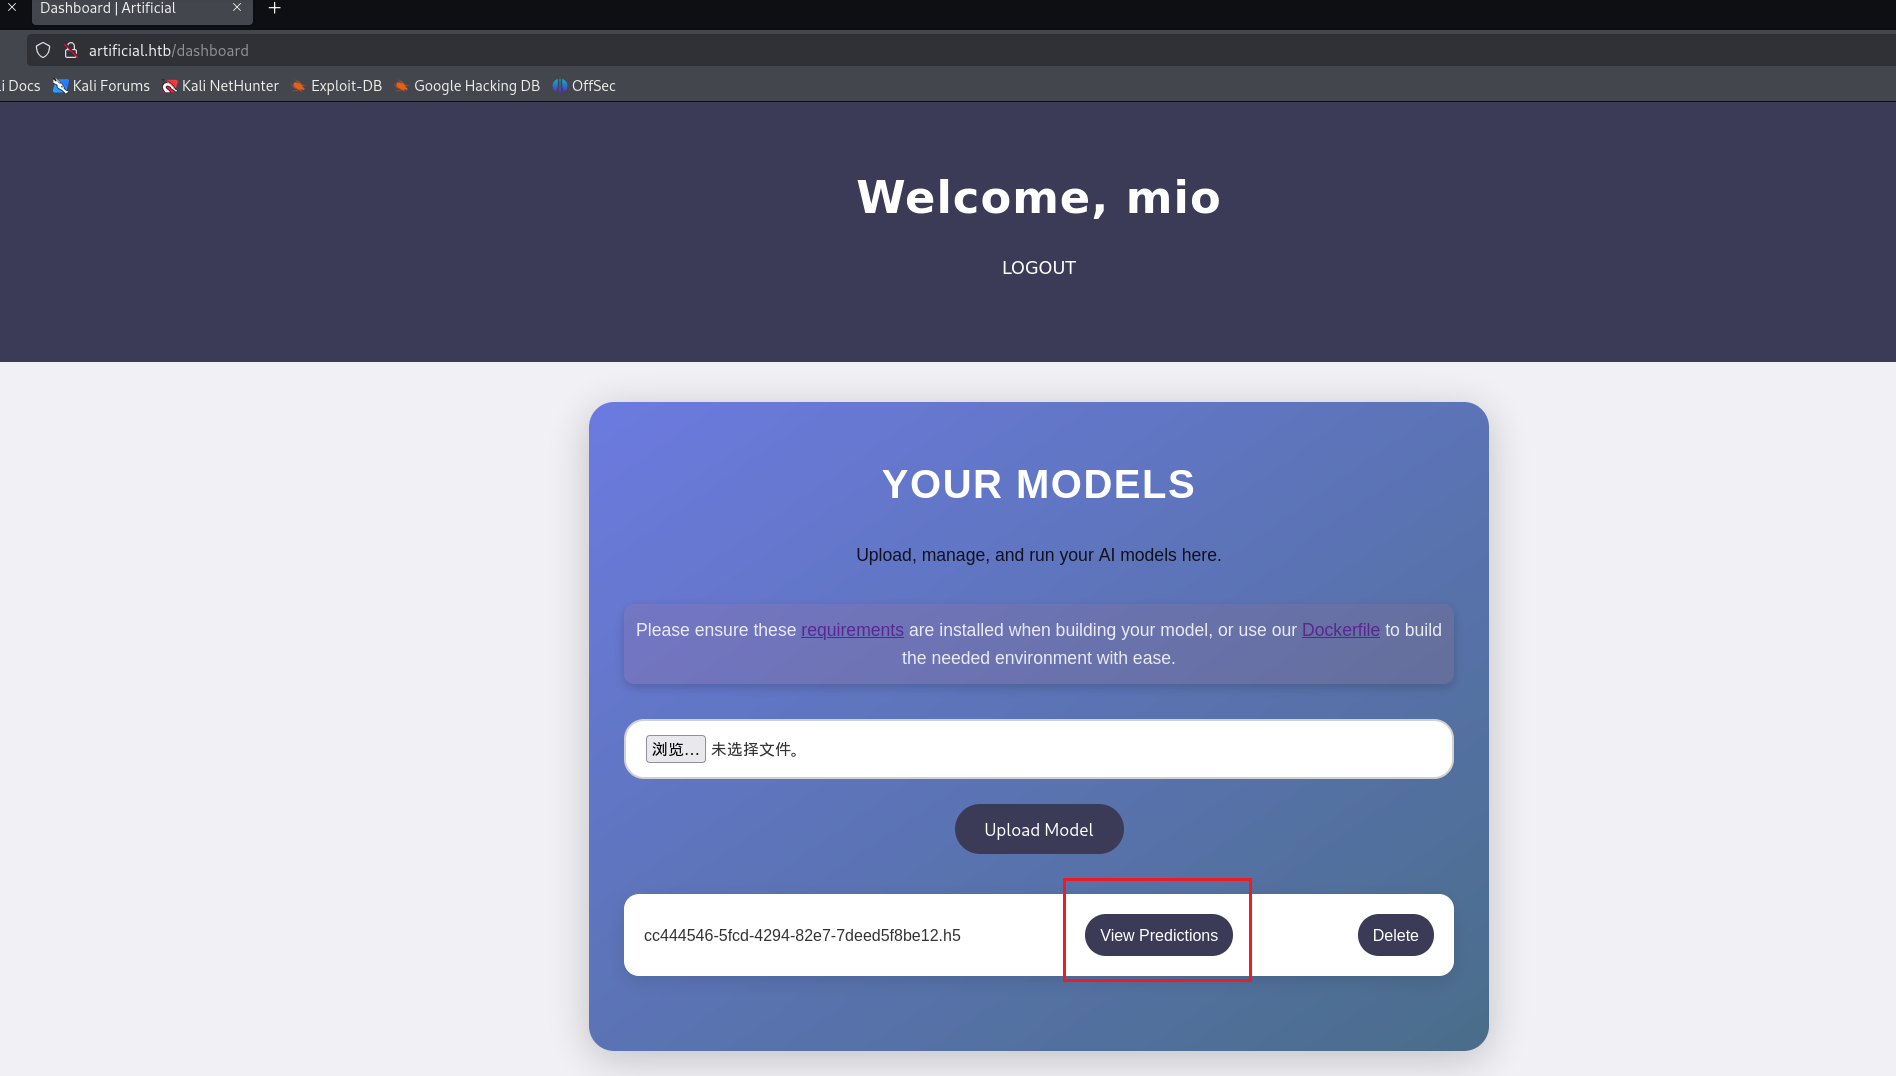 Dashboard | Artificial
artificial.htb/dashboard
i Docs Kali Forums Kali NetHunter Exploit-DB Google Hacking DB OffSec
Welcome, mio
LOGOUT
YOUR MODELS
Upload, manage, and run your AI models here.
Please ensure these requirements are installed when building your model, or use our Dockerfile to build
the needed environment with ease.
浏览… 未选择文件。
Upload Model
cc444546-5fcd-4294-82e7-7deed5f8be12.h5 View Predictions Delete